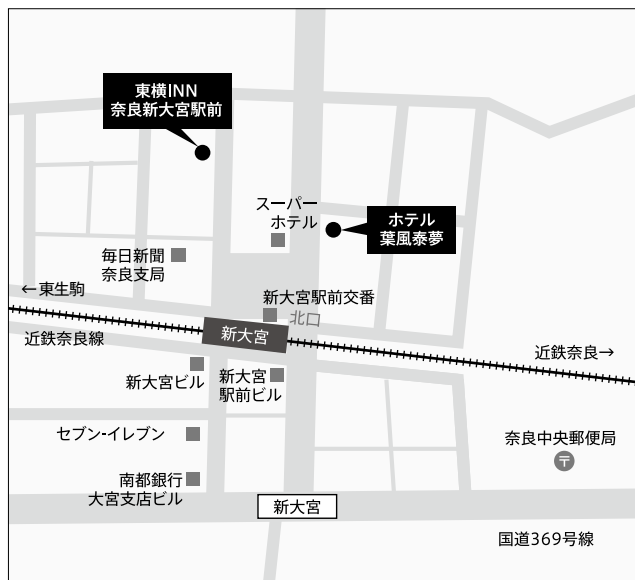 東横INN
奈良新大宮駅前
スーパー
ホテル
ホテル
葉風泰夢
毎日新聞
奈良支局
←東生駒
新大宮駅前交番
北口
新大宮
近鉄奈良線
近鉄奈良→
新大宮ビル
新大宮
駅前ビル
セブン-イレブン
奈良中央郵便局
〒
南都銀行
大宮支店ビル
新大宮
国道369号線